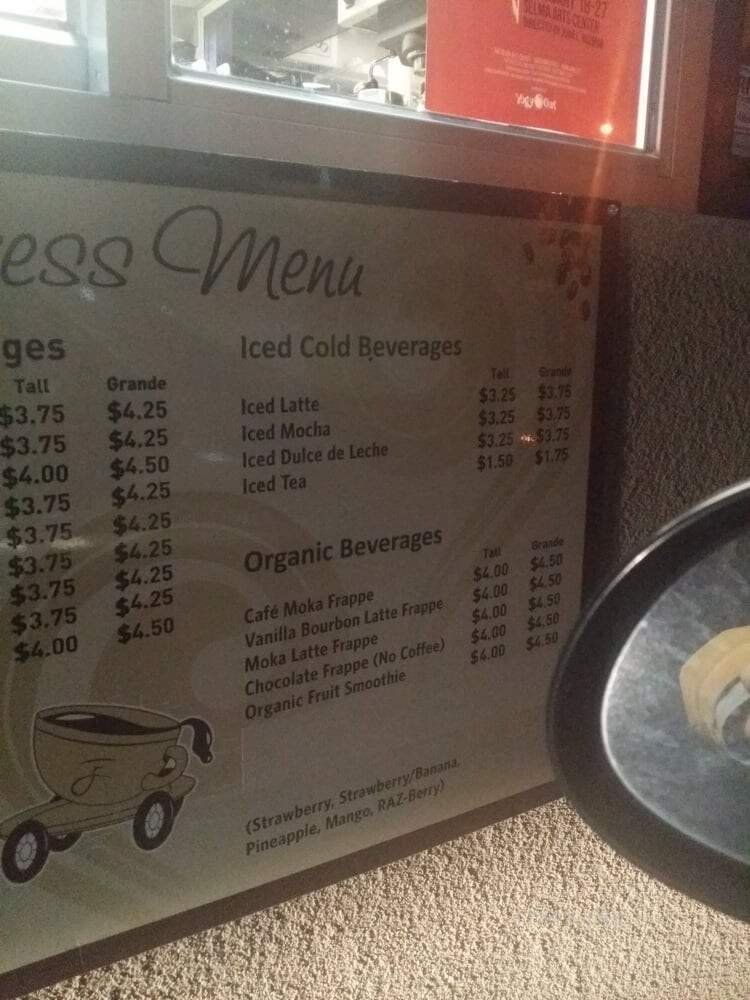 18-27
SELMA ARTS CENTER
ess Menu
ges
Tall Grande
$3.75 $4.25
$3.75 $4.25
$4.00 $4.50
$3.75 $4.25
$3.75 $4.25
$3.75 $4.25
$3.75 $4.25
$3.75 $4.25
$4.00 $4.50
Iced Cold Beverages
Tall Grande
Iced Latte $3.25 $3.75
Iced Mocha $3.25 $3.75
Iced Dulce de Leche $3.25 $3.75
Iced Tea $1.50 $1.75
Organic Beverages
Tall Grande
Café Moka Frappe $4.00 $4.50
Vanilla Bourbon Latte Frappe $4.00 $4.50
Moka Latte Frappe $4.00 $4.50
Chocolate Frappe (No Coffee) $4.00 $4.50
Organic Fruit Smoothie $4.00 $4.50
(Strawberry, Strawberry/Banana,
Pineapple, Mango, RAZ-Berry)